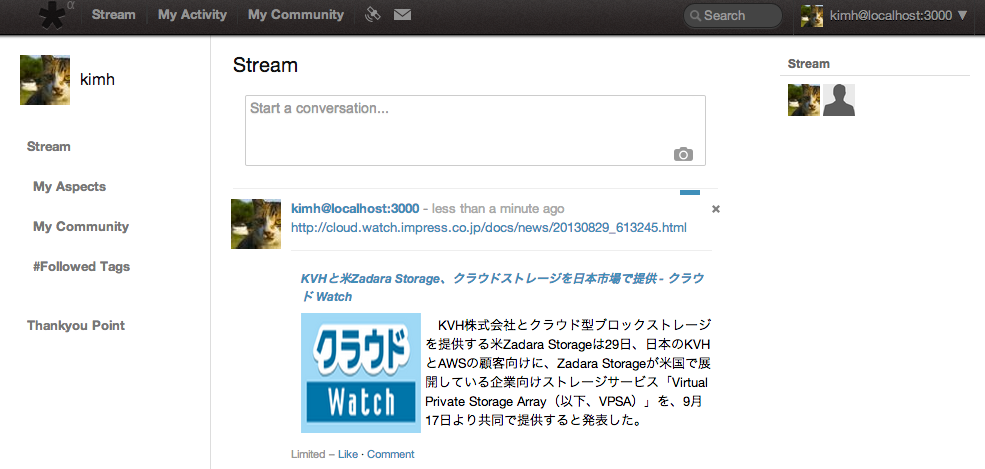 α
Stream My Activity My Community
Search
kimh@localhost:3000 ▼
kimh
Stream
My Aspects
My Community
#Followed Tags
Thankyou Point
Stream
Start a conversation...
kimh@localhost:3000 - less than a minute ago
http://cloud.watch.impress.co.jp/docs/news/20130829_613245.html
KVHと米Zadara Storage、クラウドストレージを日本市場で提供 - クラウ
ド Watch
クラウド
Watch
KVH株式会社とクラウド型ブロックストレージ
を提供する米Zadara Storageは29日、日本のKVH
とAWSの顧客向けに、Zadara Storageが米国で展
開している企業向けストレージサービス「Virtual
Private Storage Array（以下、VPSA）」を、9月
17日より共同で提供すると発表した。
Limited – Like · Comment
Stream